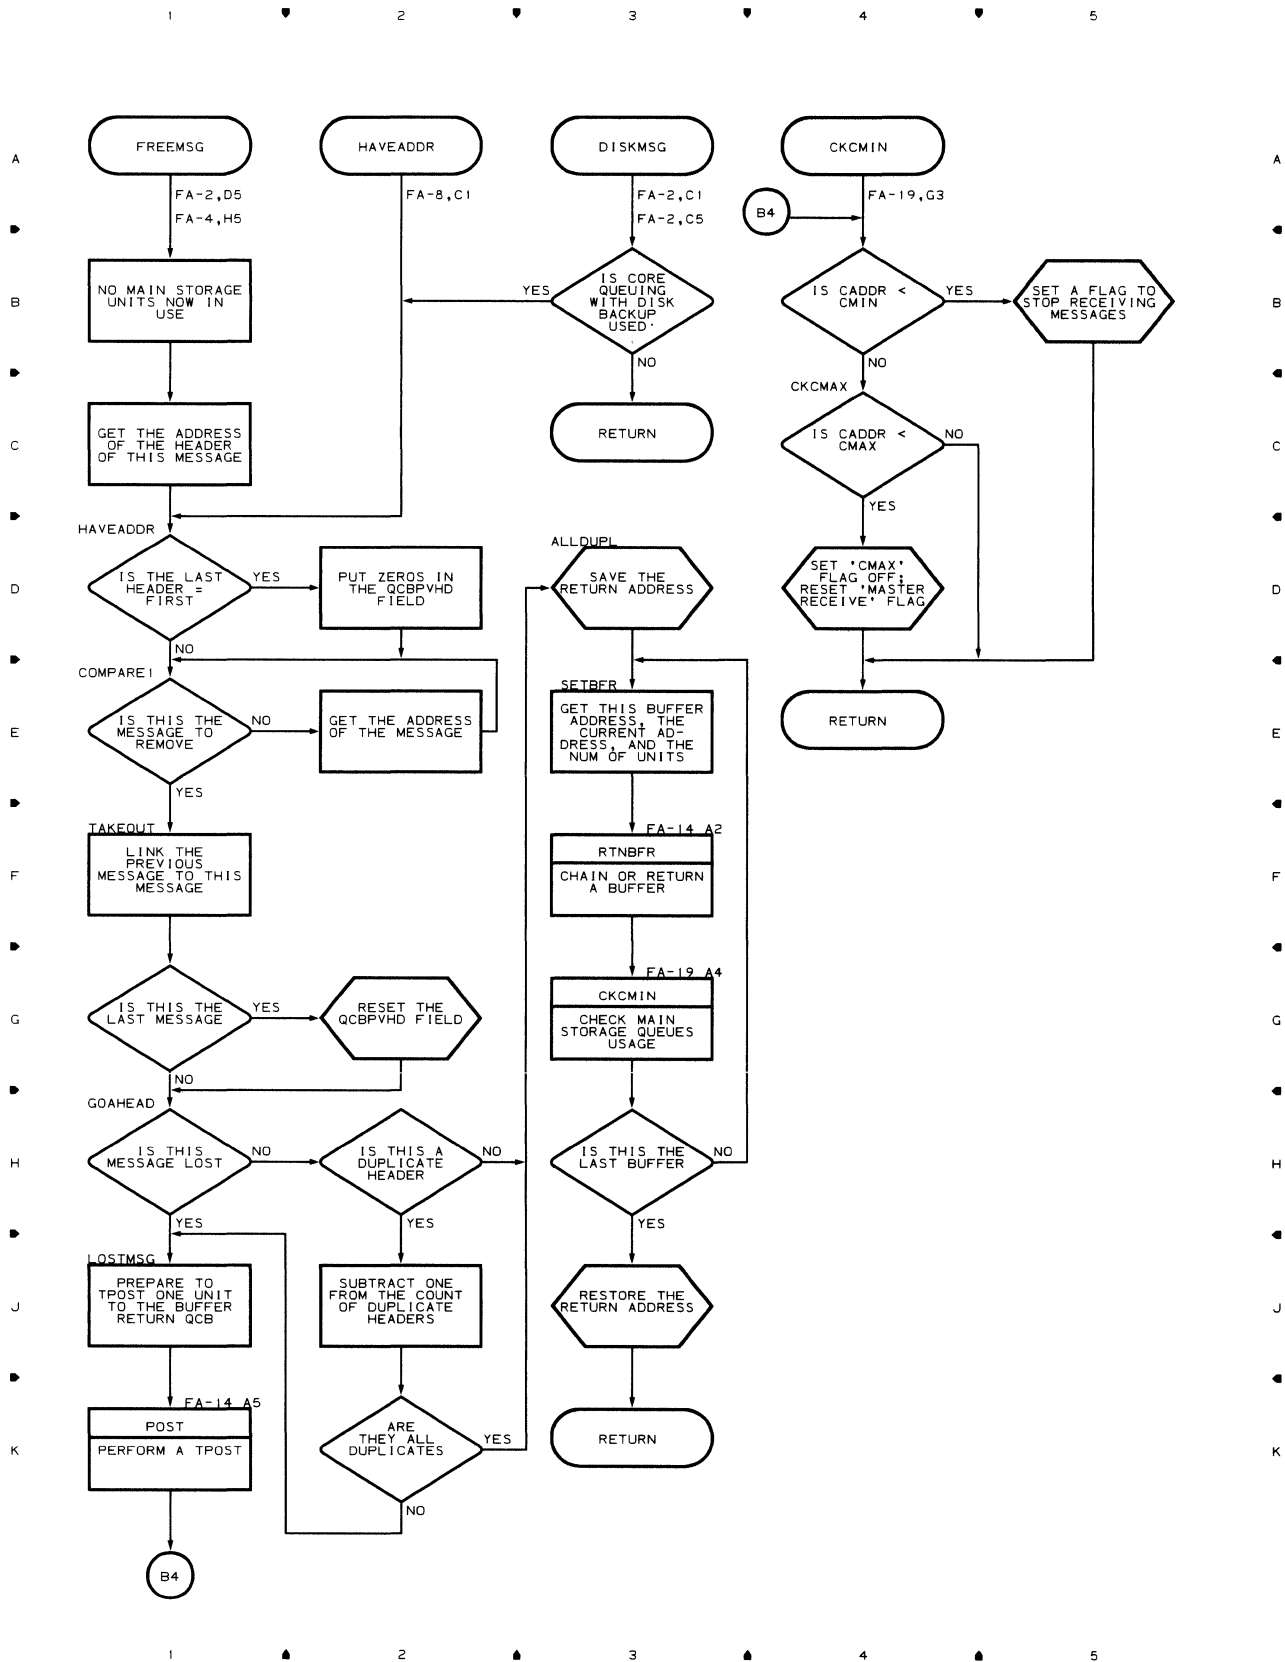 1 2 3 4 5
A A
FREEMSG
HAVEADDR
DISKMSG
CKCMIN
FA-2,D5
FA-4,H5
FA-8,C1
FA-2,C1
FA-2,C5
FA-19,G3
B4
B B
NO MAIN STORAGE
UNITS NOW IN
USE
YES
IS CORE
QUEUING
WITH DISK
BACKUP
USED
NO
IS CADDR <
CMIN
YES
NO
SET A FLAG TO
STOP RECEIVING
MESSAGES
C C
GET THE ADDRESS
OF THE HEADER
OF THIS MESSAGE
RETURN
CKCMAX
IS CADDR <
CMAX
NO
YES
D D
HAVEADDR
IS THE LAST
HEADER =
FIRST
YES
NO
PUT ZEROS IN
THE QCBPVHD
FIELD
ALLDUPL
SAVE THE
RETURN ADDRESS
SET 'CMAX'
FLAG OFF;
RESET 'MASTER
RECEIVE' FLAG
E E
COMPARE1
IS THIS THE
MESSAGE TO
REMOVE
NO
YES
GET THE ADDRESS
OF THE MESSAGE
SETBFR
GET THIS BUFFER
ADDRESS, THE
CURRENT AD-
DRESS, AND THE
NUM OF UNITS
RETURN
F F
TAKEOUT
LINK THE
PREVIOUS
MESSAGE TO THIS
MESSAGE
FA-14 A2
RTNBFR
CHAIN OR RETURN
A BUFFER
G G
IS THIS THE
LAST MESSAGE
YES
NO
RESET THE
QCBPVHD FIELD
FA-19 A4
CKCMIN
CHECK MAIN
STORAGE QUEUES
USAGE
H H
GOAHEAD
IS THIS
MESSAGE LOST
NO
YES
IS THIS A
DUPLICATE
HEADER
NO
YES
IS THIS THE
LAST BUFFER
NO
YES
J J
LOSTMSG
PREPARE TO
TPOST ONE UNIT
TO THE BUFFER
RETURN QCB
SUBTRACT ONE
FROM THE COUNT
OF DUPLICATE
HEADERS
RESTORE THE
RETURN ADDRESS
K K
FA-14 A5
POST
PERFORM A TPOST
ARE
THEY ALL
DUPLICATES
YES
NO
RETURN
B4
1 2 3 4 5